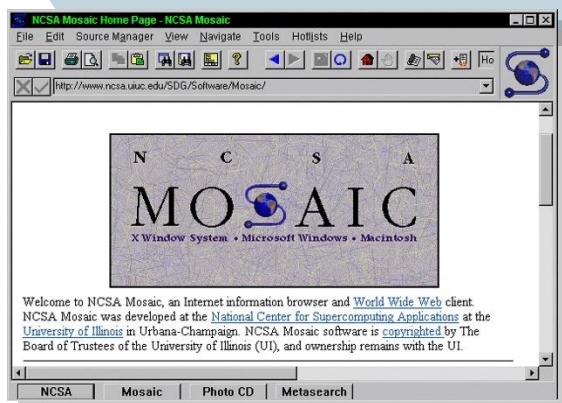 NCSA Mosaic Home Page - NCSA Mosaic
File Edit Source Manager View Navigate Tools Hotlists Help
Ho
http://www.ncsa.uiuc.edu/SDG/Software/Mosaic/
N C S A
MOSAIC
X Window System • Microsoft Windows • Macintosh
Welcome to NCSA Mosaic, an Internet information browser and World Wide Web client.
NCSA Mosaic was developed at the National Center for Supercomputing Applications at the
University of Illinois in Urbana-Champaign. NCSA Mosaic software is copyrighted by The
Board of Trustees of the University of Illinois (UI), and ownership remains with the UI.
NCSA Mosaic Photo CD Metasearch